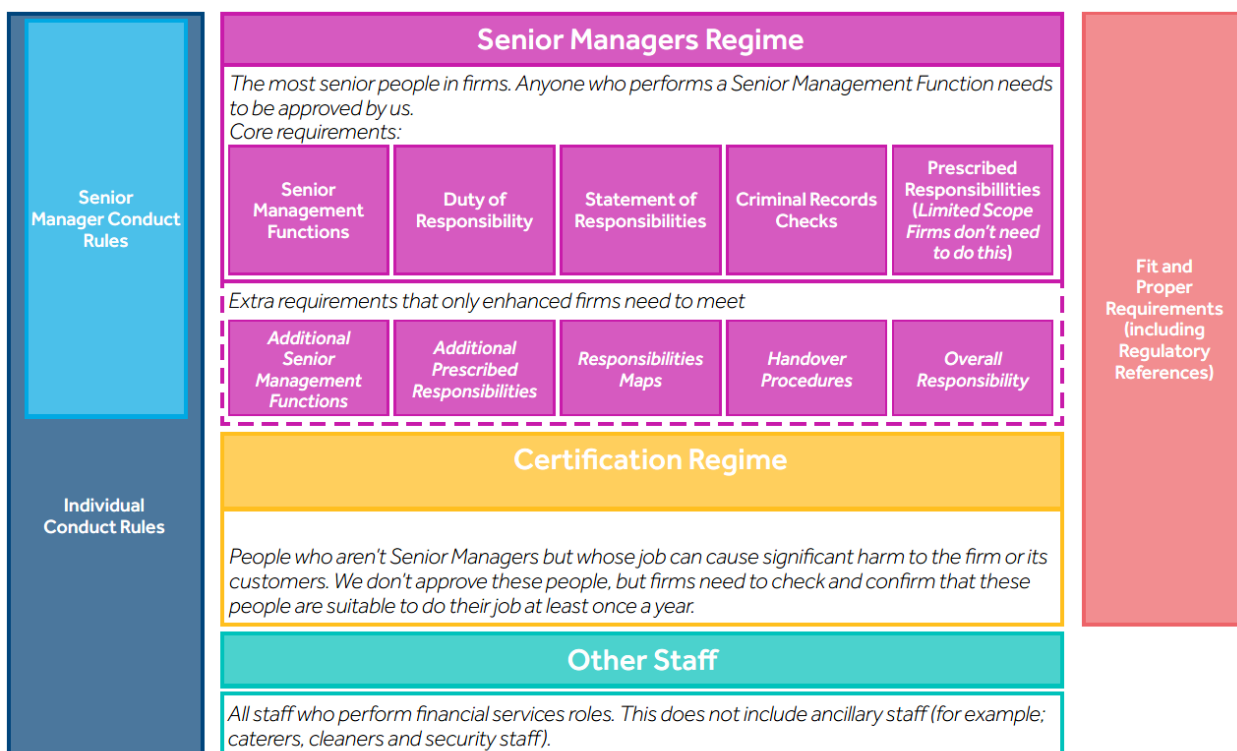 Senior
Manager Conduct
Rules
Individual
Conduct Rules
Senior Managers Regime
The most senior people in firms. Anyone who performs a Senior Management Function needs
to be approved by us.
Core requirements:
Senior
Management
Functions
Duty of
Responsibility
Statement of
Responsibilities
Criminal Records
Checks
Prescribed
Responsibillities
(Limited Scope
Firms don't need
to do this)
Extra requirements that only enhanced firms need to meet
Additional
Senior
Management
Functions
Additional
Prescribed
Responsibilities
Responsibilities
Maps
Handover
Procedures
Overall
Responsibility
Certification Regime
People who aren't Senior Managers but whose job can cause significant harm to the firm or its
customers. We don't approve these people, but firms need to check and confirm that these
people are suitable to do their job at least once a year.
Other Staff
All staff who perform financial services roles. This does not include ancillary staff (for example;
caterers, cleaners and security staff).
Fit and
Proper
Requirements
(including
Regulatory
References)